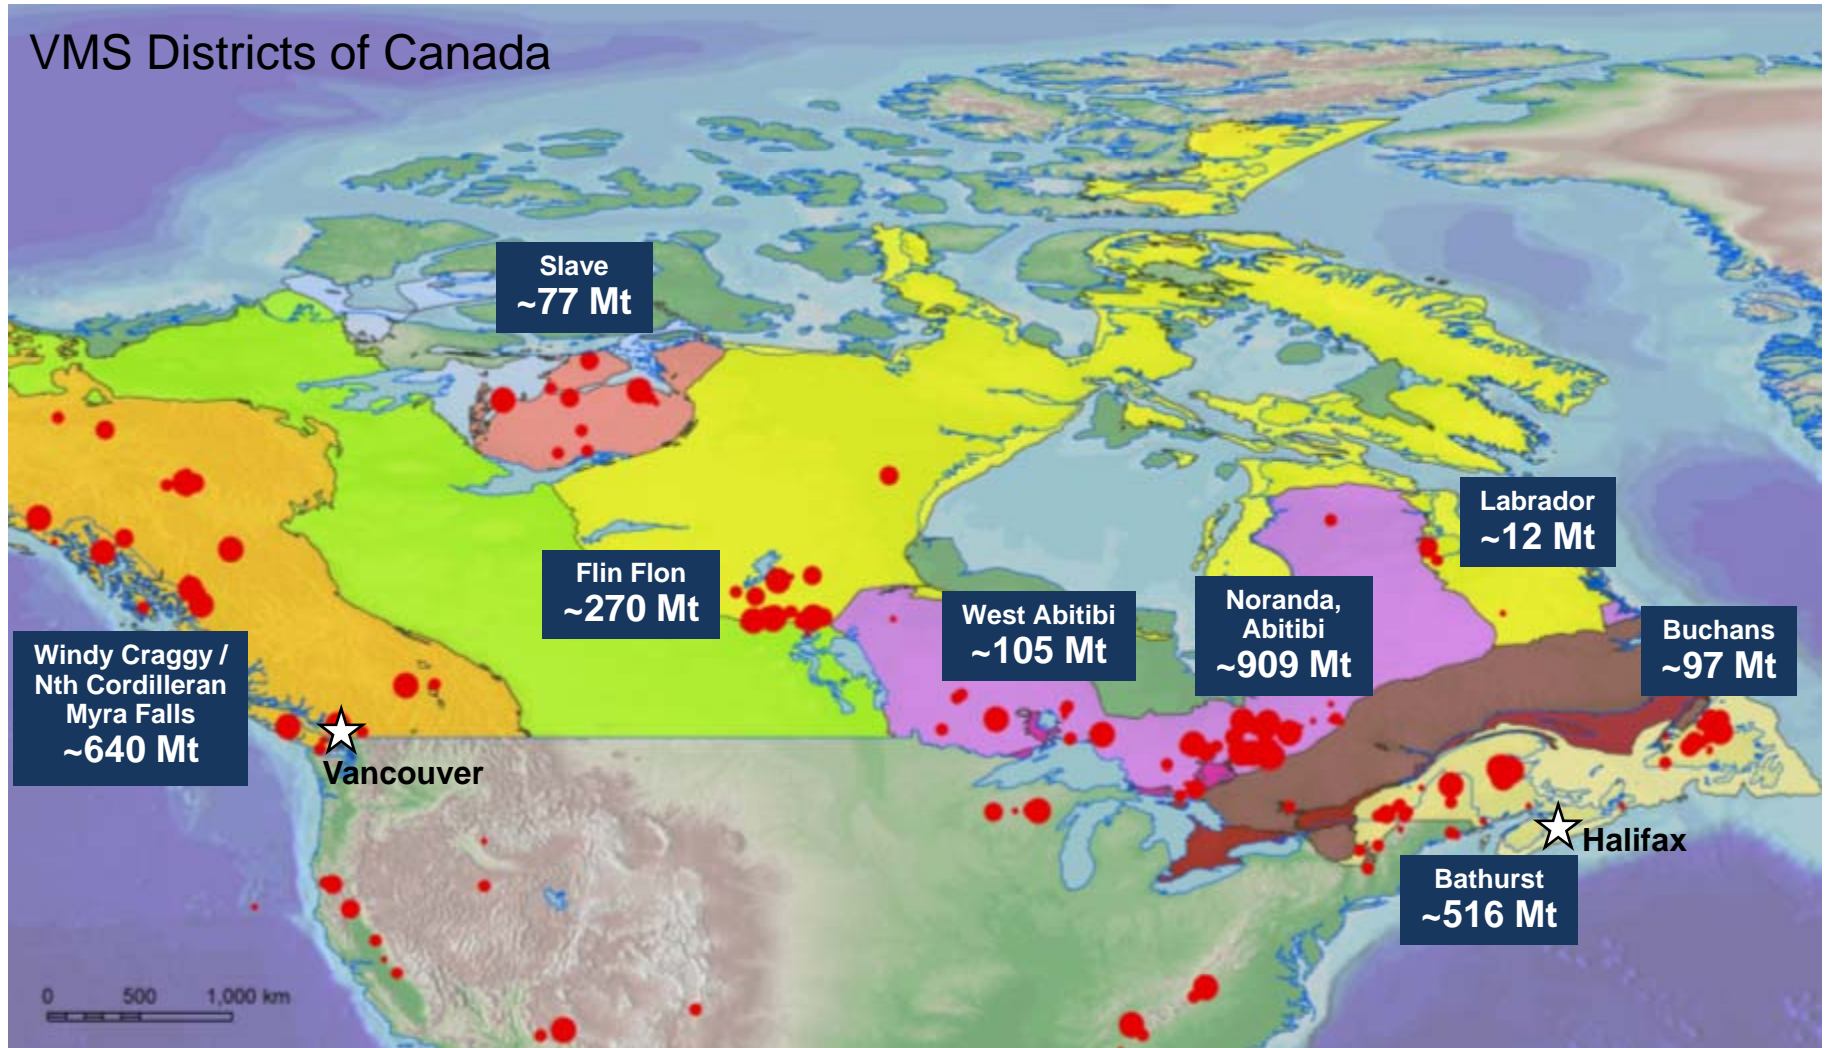 VMS Districts of Canada
Slave
~77 Mt
Labrador
~12 Mt
Flin Flon
~270 Mt
West Abitibi
~105 Mt
Noranda,
Abitibi
~909 Mt
Buchans
~97 Mt
Windy Craggy /
Nth Cordilleran
Myra Falls
~640 Mt
Vancouver
Halifax
Bathurst
~516 Mt
0 500 1,000 km